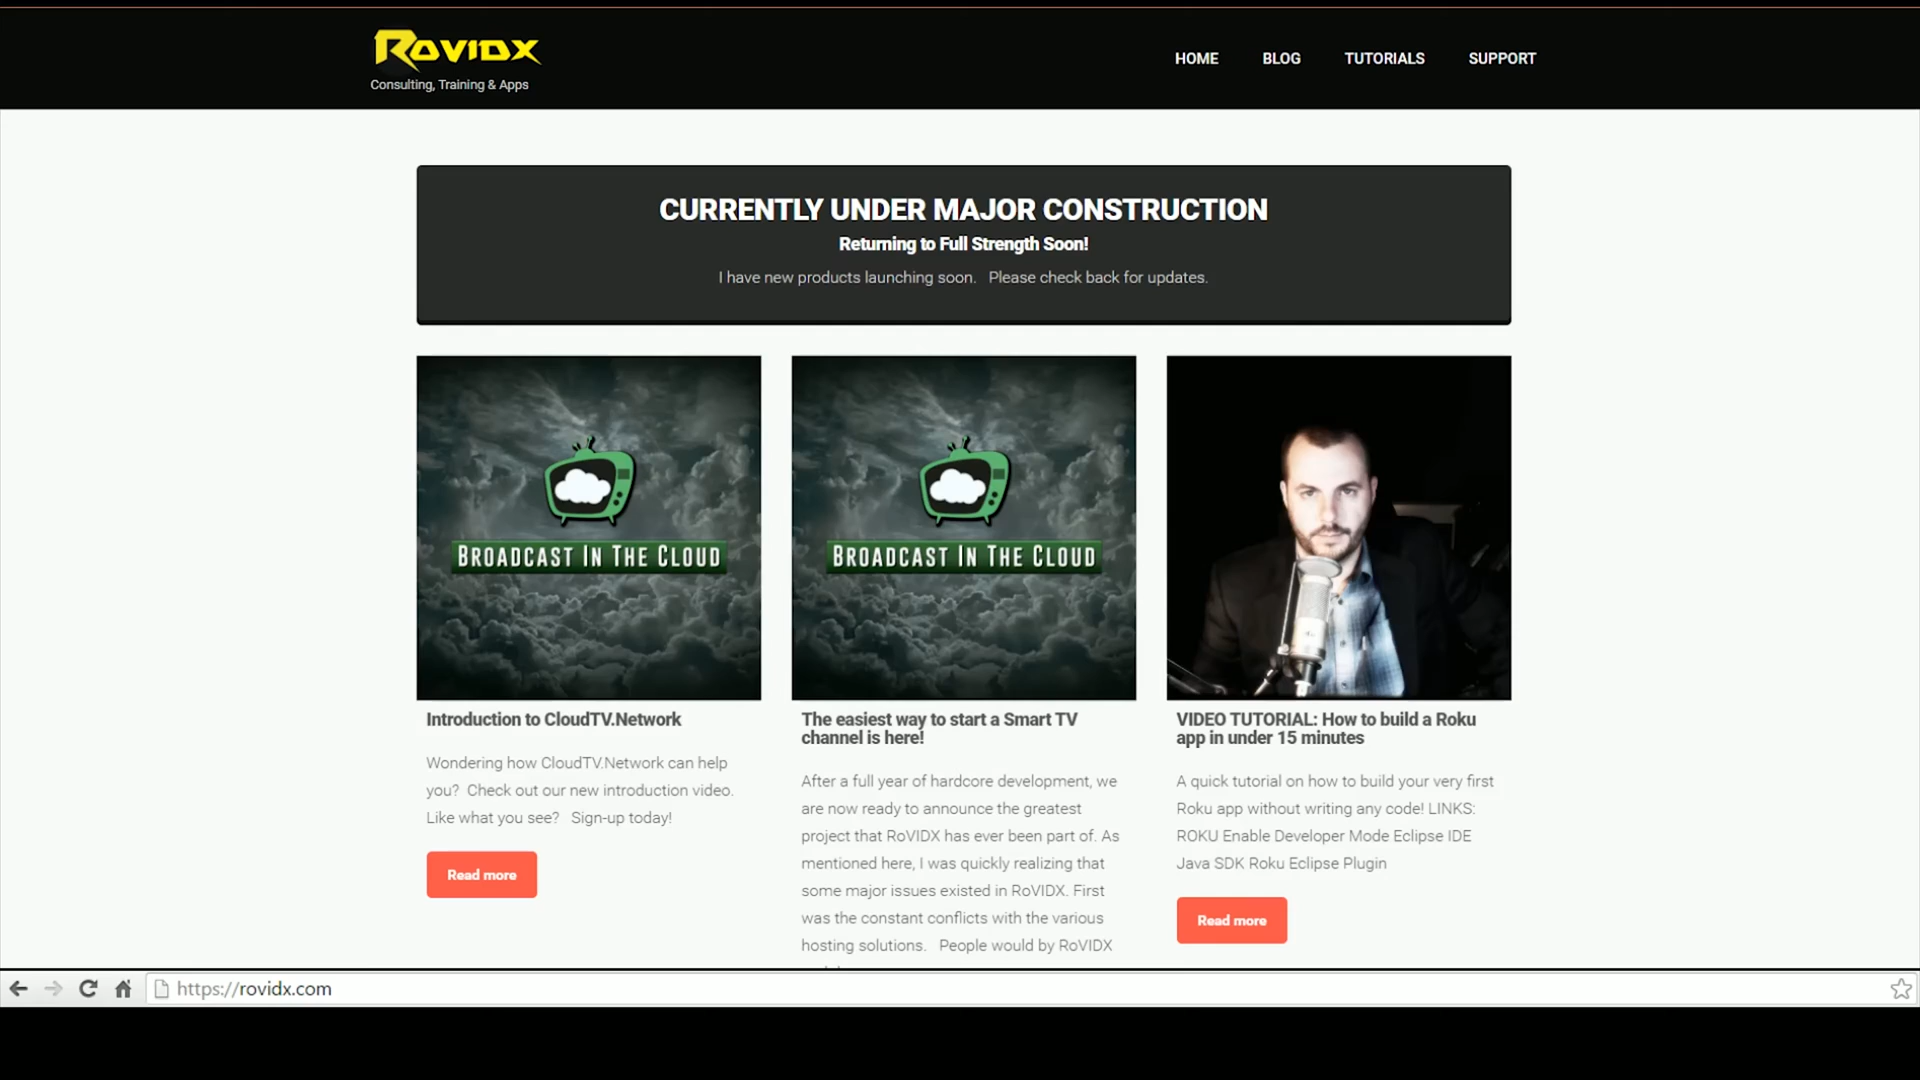 RoVIDX
Consulting, Training & Apps
HOME BLOG TUTORIALS SUPPORT
CURRENTLY UNDER MAJOR CONSTRUCTION
Returning to Full Strength Soon!
I have new products launching soon. Please check back for updates.
BROADCAST IN THE CLOUD
BROADCAST IN THE CLOUD
Introduction to CloudTV.Network
Wondering how CloudTV.Network can help
you? Check out our new introduction video.
Like what you see? Sign-up today!
Read more
The easiest way to start a Smart TV
channel is here!
After a full year of hardcore development, we
are now ready to announce the greatest
project that RoVIDX has ever been part of. As
mentioned here, I was quickly realizing that
some major issues existed in RoVIDX. First
was the constant conflicts with the various
hosting solutions. People would by RoVIDX
VIDEO TUTORIAL: How to build a Roku
app in under 15 minutes
A quick tutorial on how to build your very first
Roku app without writing any code! LINKS:
ROKU Enable Developer Mode Eclipse IDE
Java SDK Roku Eclipse Plugin
Read more
https://rovidx.com